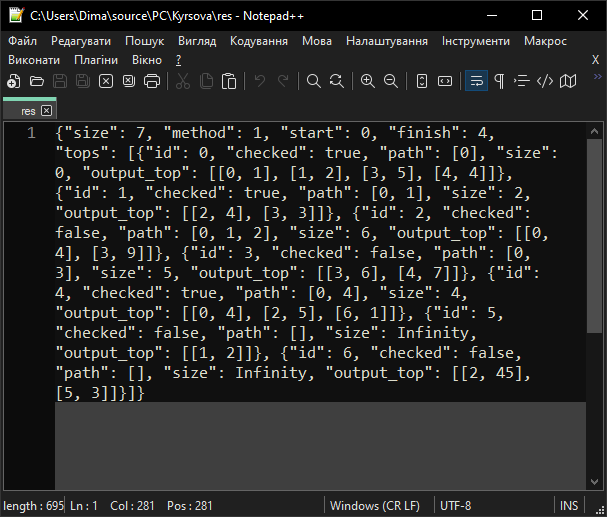 C:\Users\Dima\source\PC\Kyrsova\res - Notepad++
Файл Редагувати Пошук Вигляд Кодування Мова Налаштування Інструменти Макрос
Виконати Плагіни Вікно ? X
res
1 {"size": 7, "method": 1, "start": 0, "finish": 4,
"tops": [{"id": 0, "checked": true, "path": [0], "size":
0, "output_top": [[0, 1], [1, 2], [3, 5], [4, 4]]},
{"id": 1, "checked": true, "path": [0, 1], "size": 2,
"output_top": [[2, 4], [3, 3]]}, {"id": 2, "checked":
false, "path": [0, 1, 2], "size": 6, "output_top": [[0,
4], [3, 9]]}, {"id": 3, "checked": false, "path": [0,
3], "size": 5, "output_top": [[3, 6], [4, 7]]}, {"id":
4, "checked": true, "path": [0, 4], "size": 4,
"output_top": [[0, 4], [2, 5], [6, 1]]}, {"id": 5,
"checked": false, "path": [], "size": Infinity,
"output_top": [[1, 2]]}, {"id": 6, "checked": false,
"path": [], "size": Infinity, "output_top": [[2, 45],
[5, 3]]}]}
length : 695 Ln : 1 Col : 281 Pos : 281 Windows (CR LF) UTF-8 INS